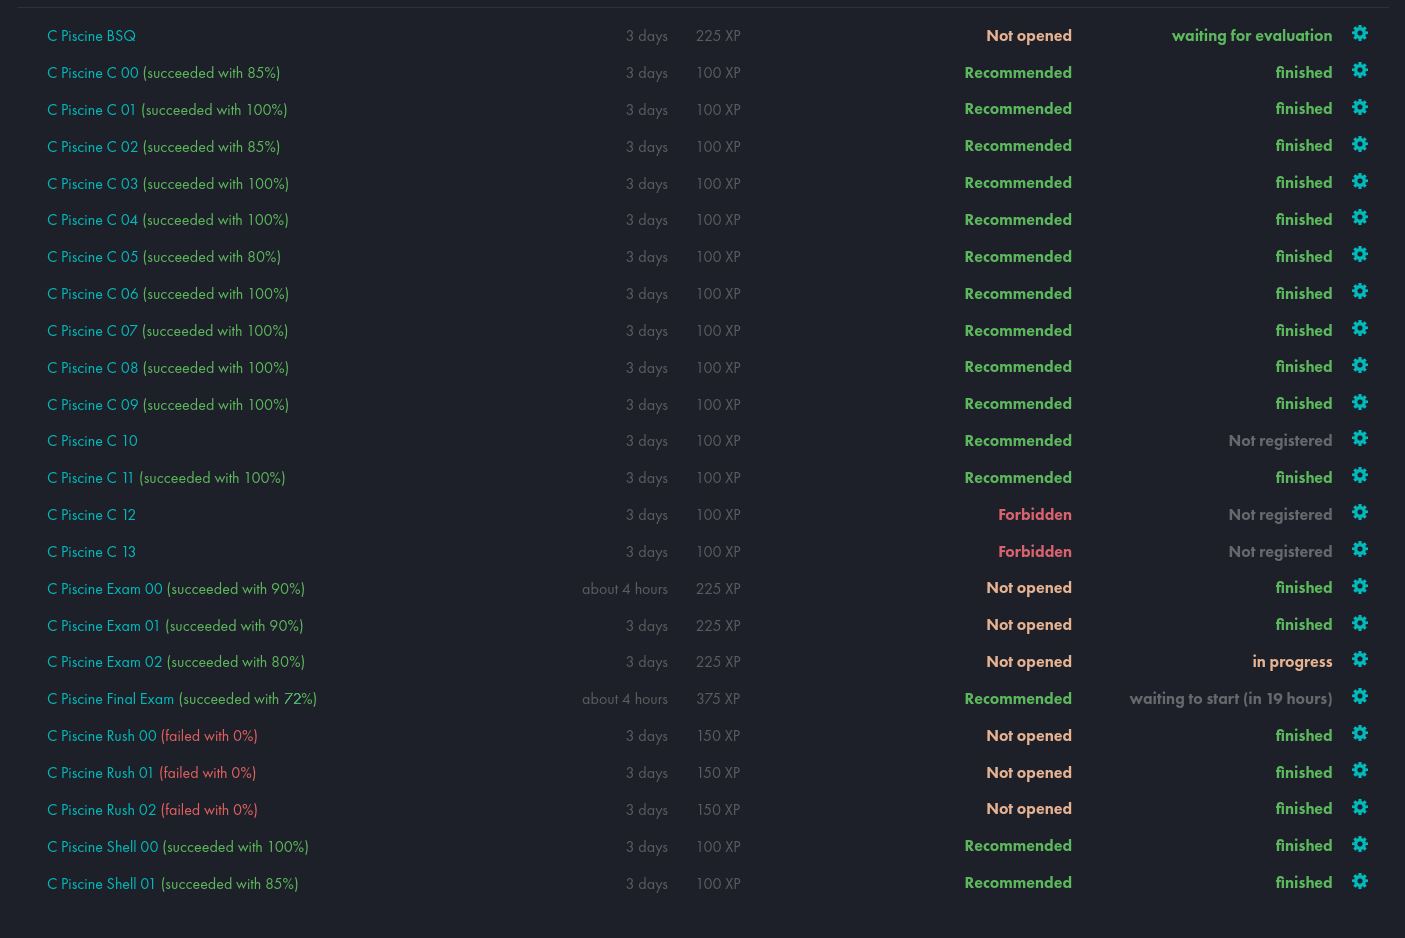 C Piscine BSQ 3 days 225 XP Not opened waiting for evaluation
C Piscine C 00 (succeeded with 85%) 3 days 100 XP Recommended finished
C Piscine C 01 (succeeded with 100%) 3 days 100 XP Recommended finished
C Piscine C 02 (succeeded with 85%) 3 days 100 XP Recommended finished
C Piscine C 03 (succeeded with 100%) 3 days 100 XP Recommended finished
C Piscine C 04 (succeeded with 100%) 3 days 100 XP Recommended finished
C Piscine C 05 (succeeded with 80%) 3 days 100 XP Recommended finished
C Piscine C 06 (succeeded with 100%) 3 days 100 XP Recommended finished
C Piscine C 07 (succeeded with 100%) 3 days 100 XP Recommended finished
C Piscine C 08 (succeeded with 100%) 3 days 100 XP Recommended finished
C Piscine C 09 (succeeded with 100%) 3 days 100 XP Recommended finished
C Piscine C 10 3 days 100 XP Recommended Not registered
C Piscine C 11 (succeeded with 100%) 3 days 100 XP Recommended finished
C Piscine C 12 3 days 100 XP Forbidden Not registered
C Piscine C 13 3 days 100 XP Forbidden Not registered
C Piscine Exam 00 (succeeded with 90%) about 4 hours 225 XP Not opened finished
C Piscine Exam 01 (succeeded with 90%) 3 days 225 XP Not opened finished
C Piscine Exam 02 (succeeded with 80%) 3 days 225 XP Not opened in progress
C Piscine Final Exam (succeeded with 72%) about 4 hours 375 XP Recommended waiting to start (in 19 hours)
C Piscine Rush 00 (failed with 0%) 3 days 150 XP Not opened finished
C Piscine Rush 01 (failed with 0%) 3 days 150 XP Not opened finished
C Piscine Rush 02 (failed with 0%) 3 days 150 XP Not opened finished
C Piscine Shell 00 (succeeded with 100%) 3 days 100 XP Recommended finished
C Piscine Shell 01 (succeeded with 85%) 3 days 100 XP Recommended finished